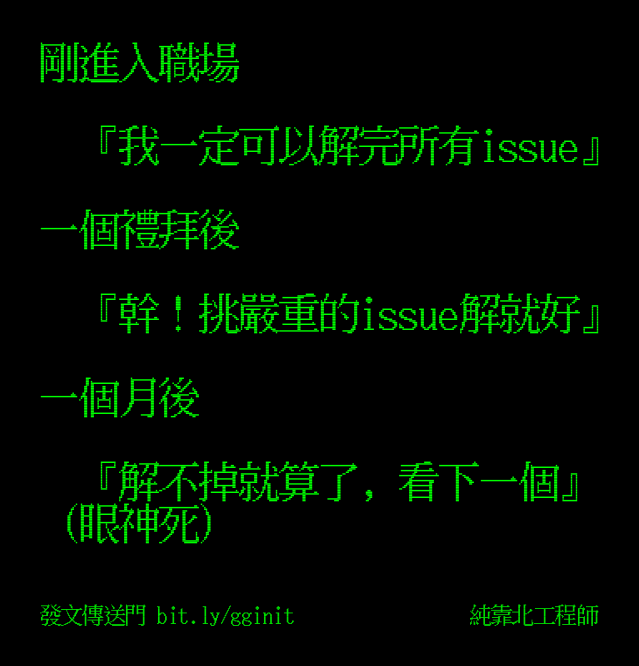 剛進入職場
『我一定可以解完所有issue』
一個禮拜後
『幹！挑嚴重的issue解就好』
一個月後
『解不掉就算了，看下一個』
(眼神死)
發文傳送門 bit.ly/gginit 純靠北工程師